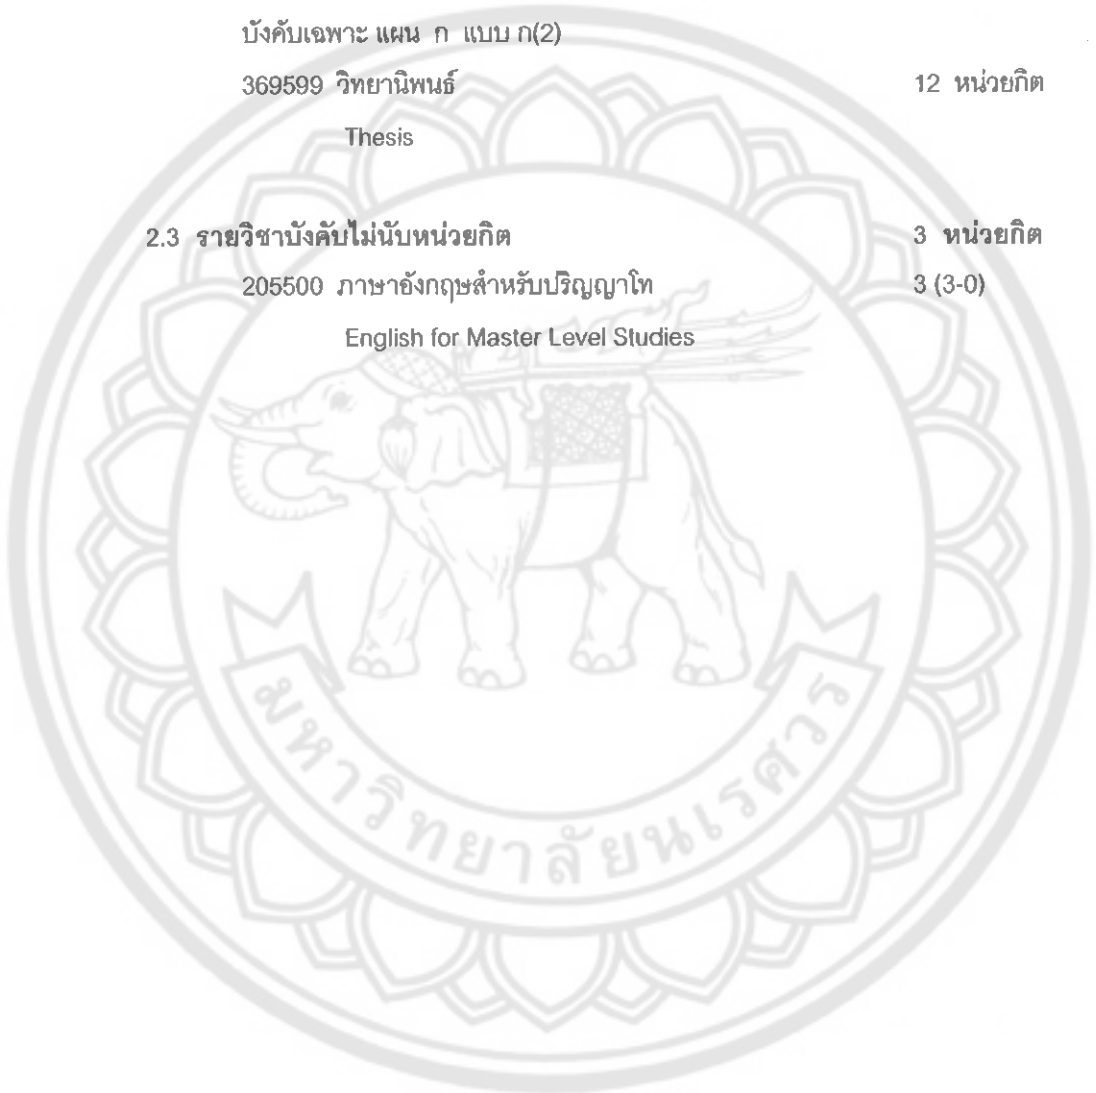 บังคับเฉพาะ แผน ก แบบ ก(2)
369599 วิทยานิพนธ์ 12 หน่วยกิต
Thesis
2.3 รายวิชาบังคับไม่นับหน่วยกิต 3 หน่วยกิต
205500 ภาษาอังกฤษสำหรับปริญญาโท 3 (3-0)
English for Master Level Studies
มหาวิทยาลัยนเรศวร